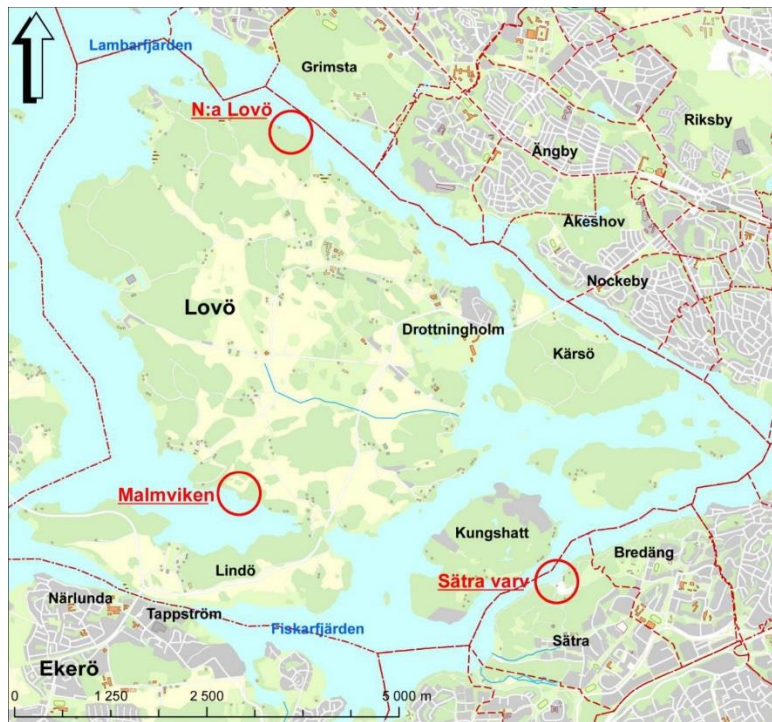 Lambarfjärden
Grimsta
N:a Lovö
Riksby
Ängby
Åkeshov
Nockeby
Lovö
Drottningholm
Kärsö
Malmviken
Kungshatt
Bredäng
Lindö
Sätra varv
Närlunda
Tappström
Fiskarfjärden
Sätra
Ekerö
0 1 250 2 500 5 000 m